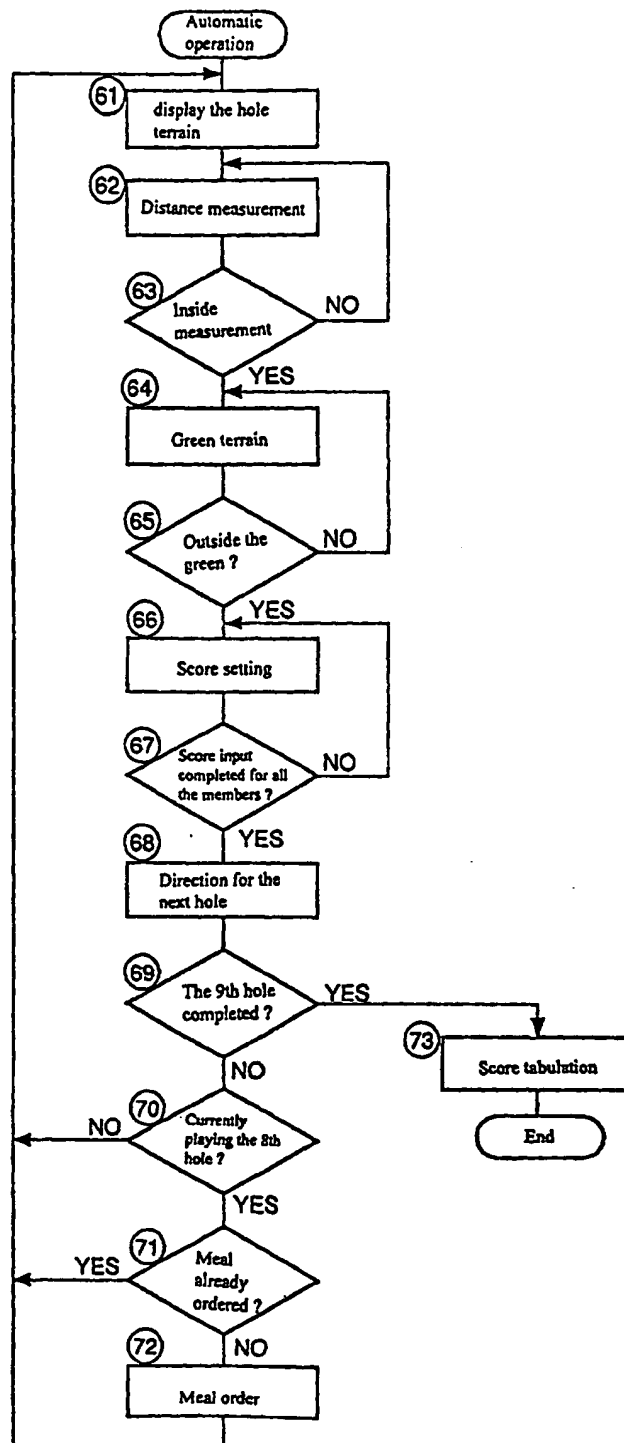 Automatic
operation
61
display the hole
terrain
62
Distance measurement
63
Inside
measurement
NO
YES
64
Green terrain
65
Outside the
green ?
NO
YES
66
Score setting
67
Score input
completed for all
the members ?
NO
YES
68
Direction for the
next hole
69
The 9th hole
completed ?
YES
NO
73
Score tabulation
End
70
Currently
playing the 8th
hole ?
NO
YES
71
Meal
already
ordered ?
YES
NO
72
Meal order